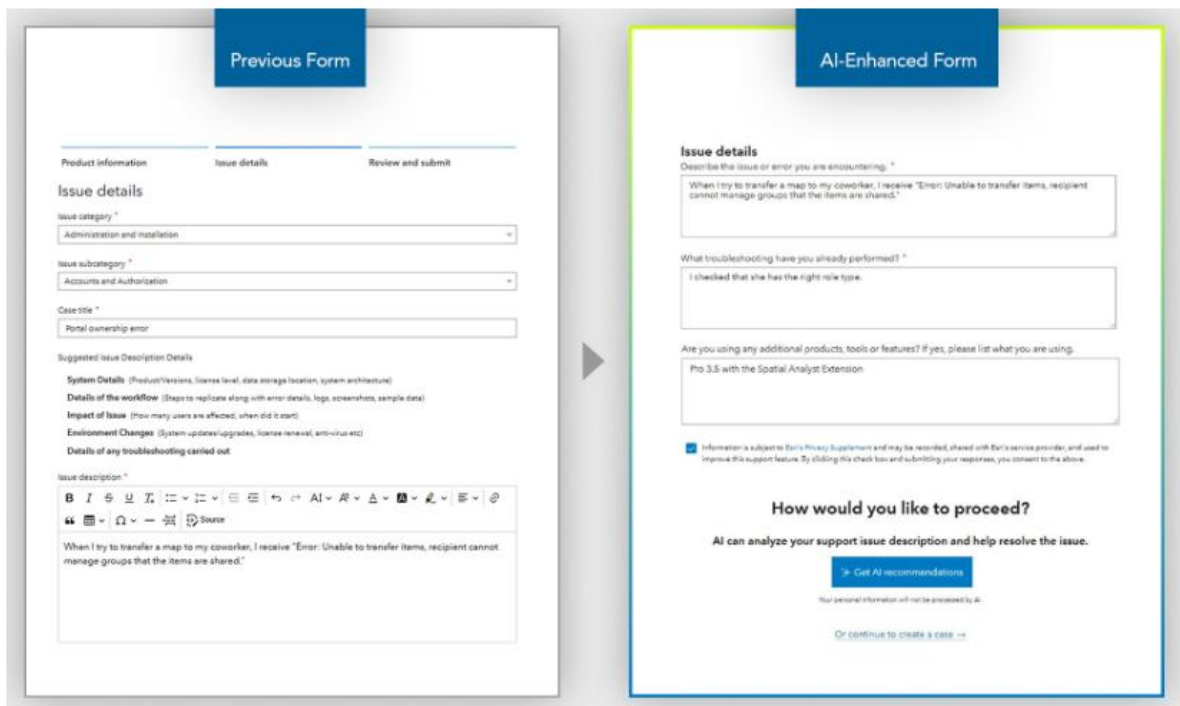 Previous Form
Product information
Issue details
Review and submit
Issue details
Issue category *
Administration and Installation
Issue subcategory *
Accounts and Authorization
Case title *
Portal ownership error
Suggested Issue Description Details
System Details (Product/Versions, license level, data storage location, system architecture)
Details of the workflow (Steps to replicate along with error details, logs, screenshots, sample data)
Impact of Issue (How many users are affected, when did it start)
Environment Changes (System updates/upgrades, license renewal, anti-virus etc)
Details of any troubleshooting carried out
Issue description *
Source
When I try to transfer a map to my coworker, I receive "Error: Unable to transfer items, recipient cannot
manage groups that the items are shared."
AI-Enhanced Form
Issue details
Describe the issue or error you are encountering. *
When I try to transfer a map to my coworker, I receive "Error: Unable to transfer items, recipient
cannot manage groups that the items are shared."
What troubleshooting have you already performed? *
I checked that she has the right role type.
Are you using any additional products, tools or features? If yes, please list what you are using.
Pro 3.5 with the Spatial Analyst Extension
Information is subject to Esri's Privacy Supplement and may be recorded, shared with Esri's service provider, and used to
improve this support feature. By clicking this check box and submitting your responses, you consent to the above.
How would you like to proceed?
AI can analyze your support issue description and help resolve the issue.
Get AI recommendations
Your personal information will not be processed by AI.
Or continue to create a case →